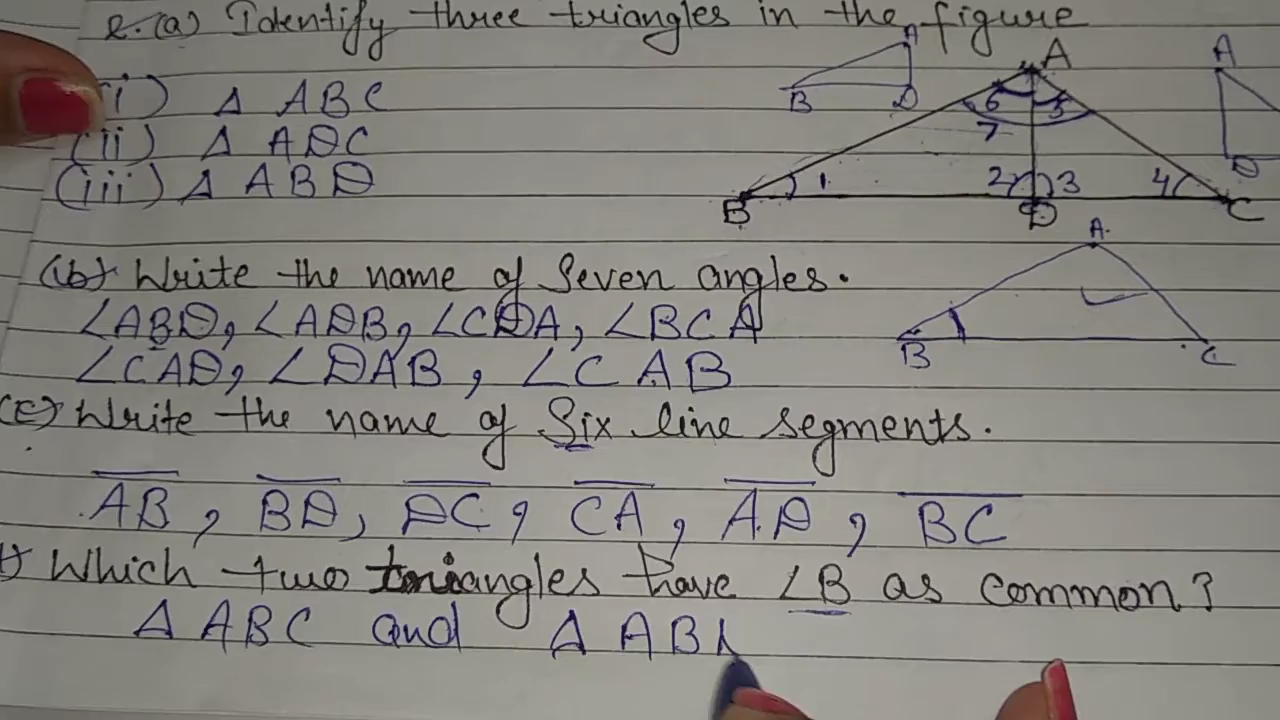 2. (a) Identify three triangles in the figure
(i) Δ ABC
(ii) Δ ADC
(iii) Δ ABD
A
B D
A
6 5
7
1 2 3 4
B D C
A
D
(b) Write the name of Seven angles.
∠ABD, ∠ADB, ∠CDA, ∠BCA
∠CAD, ∠DAB, ∠CAB
A
B C
(c) Write the name of Six line segments.
AB, BD, DC, CA, AD, BC
Which two triangles have ∠B as common?
Δ ABC and Δ AB